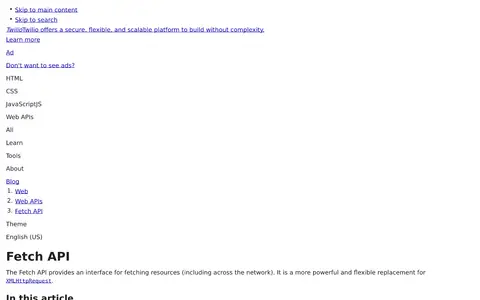 • Skip to main content
• Skip to search
TwilioTwilio offers a secure, flexible, and scalable platform to build without complexity.
Learn more
Ad
Don't want to see ads?
HTML
CSS
JavaScriptJS
Web APIs
All
Learn
Tools
About
Blog
1. Web
2. Web APIs
3. Fetch API
Theme
English (US)
Fetch API
The Fetch API provides an interface for fetching resources (including across the network). It is a more powerful and flexible replacement for
XMLHttpRequest.
In this article